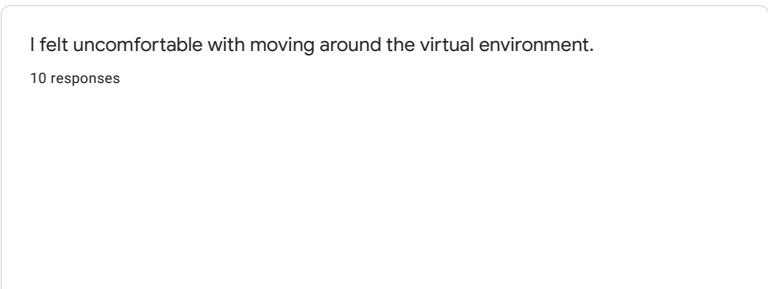 I felt uncomfortable with moving around the virtual environment.
10 responses